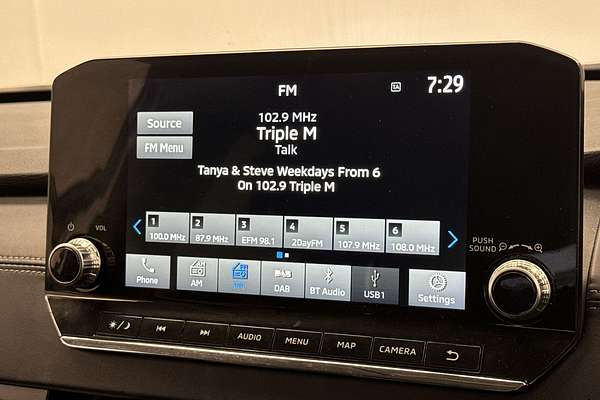 FM
1A
7:29
102.9 MHz
Source
Triple M
FM Menu
Talk
Tanya & Steve Weekdays From 6
On 102.9 Triple M
1 2 3 4 5 6
100.0 MHz 87.9 MHz EFM 98.1 2DayFM 107.9 MHz 108.0 MHz
VOL
PUSH
SOUND
Phone AM FM DAB BT Audio USB1 Settings
AUDIO MENU MAP CAMERA